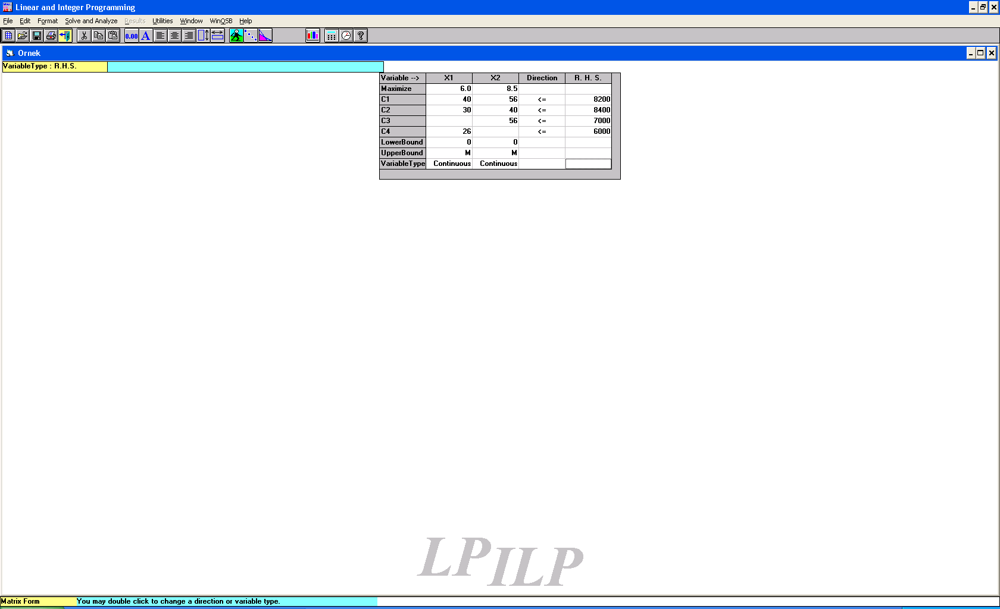 Linear and Integer Programming
File Edit Format Solve and Analyze Results Utilities Window WinQSB Help
0.00 A ?
Ornek
VariableType : R.H.S.
Variable --> X1 X2 Direction R. H. S.
Maximize 6.0 8.5
C1 40 56 <= 8200
C2 30 40 <= 8400
C3 56 <= 7000
C4 26 <= 6000
LowerBound 0 0
UpperBound M M
VariableType Continuous Continuous
LP ILP
Matrix Form You may double click to change a direction or variable type.